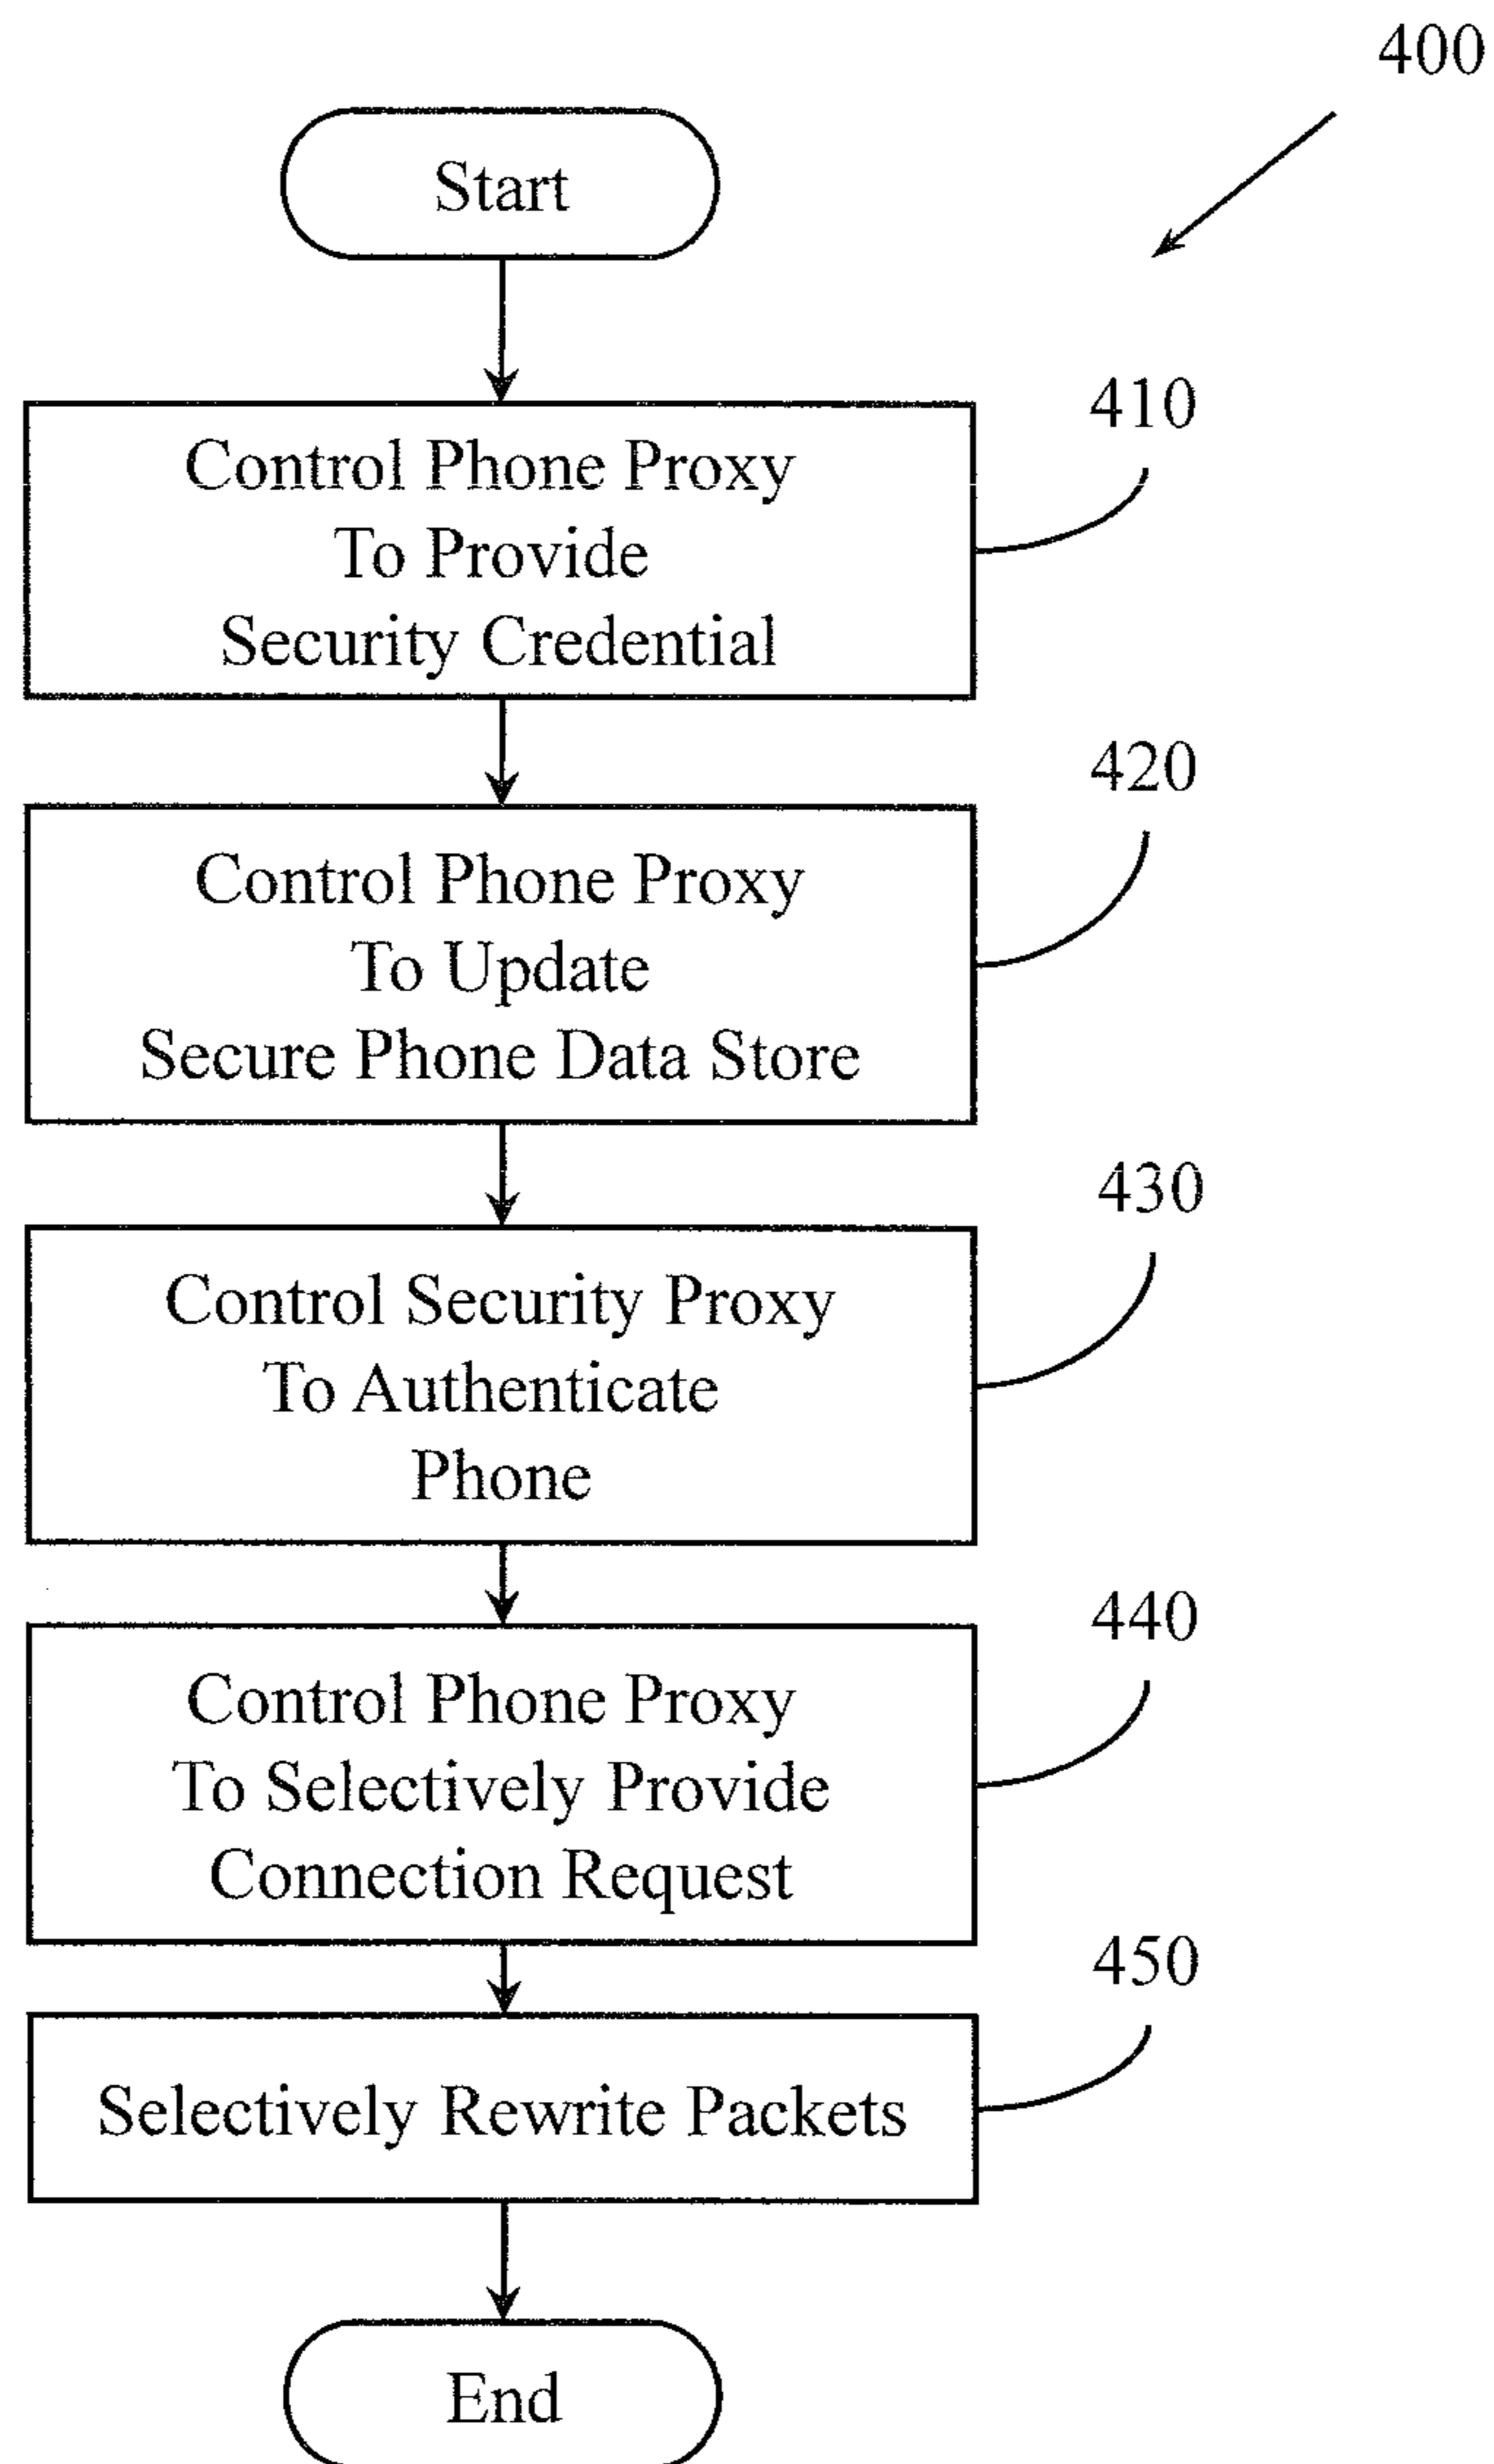 400
Start
410
Control Phone Proxy
To Provide
Security Credential
420
Control Phone Proxy
To Update
Secure Phone Data Store
430
Control Security Proxy
To Authenticate
Phone
440
Control Phone Proxy
To Selectively Provide
Connection Request
450
Selectively Rewrite Packets
End